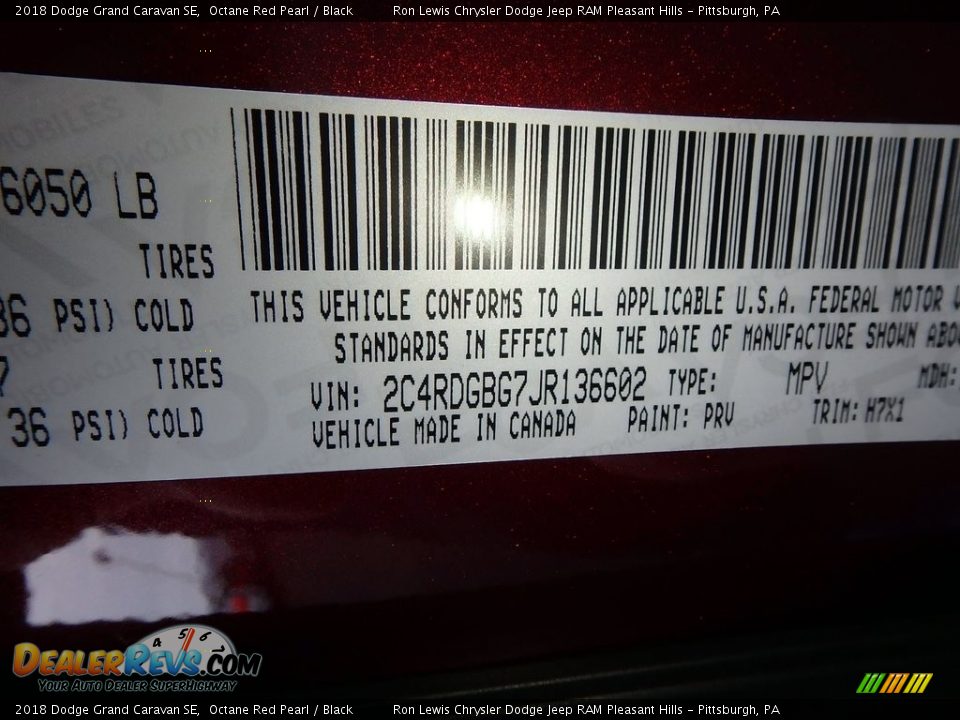 2018 Dodge Grand Caravan SE, Octane Red Pearl / Black Ron Lewis Chrysler Dodge Jeep RAM Pleasant Hills - Pittsburgh, PA
6050 LB
TIRES
36 PSI) COLD
7 TIRES
36 PSI) COLD
THIS VEHICLE CONFORMS TO ALL APPLICABLE U.S.A. FEDERAL MOTOR
STANDARDS IN EFFECT ON THE DATE OF MANUFACTURE SHOWN ABO
VIN: 2C4RDGBG7JR136602 TYPE: MPV MDH:
VEHICLE MADE IN CANADA PAINT: PRV TRIM: H7X1
DealerRevs.com
Your Auto Dealer SuperHighway
2018 Dodge Grand Caravan SE, Octane Red Pearl / Black Ron Lewis Chrysler Dodge Jeep RAM Pleasant Hills - Pittsburgh, PA